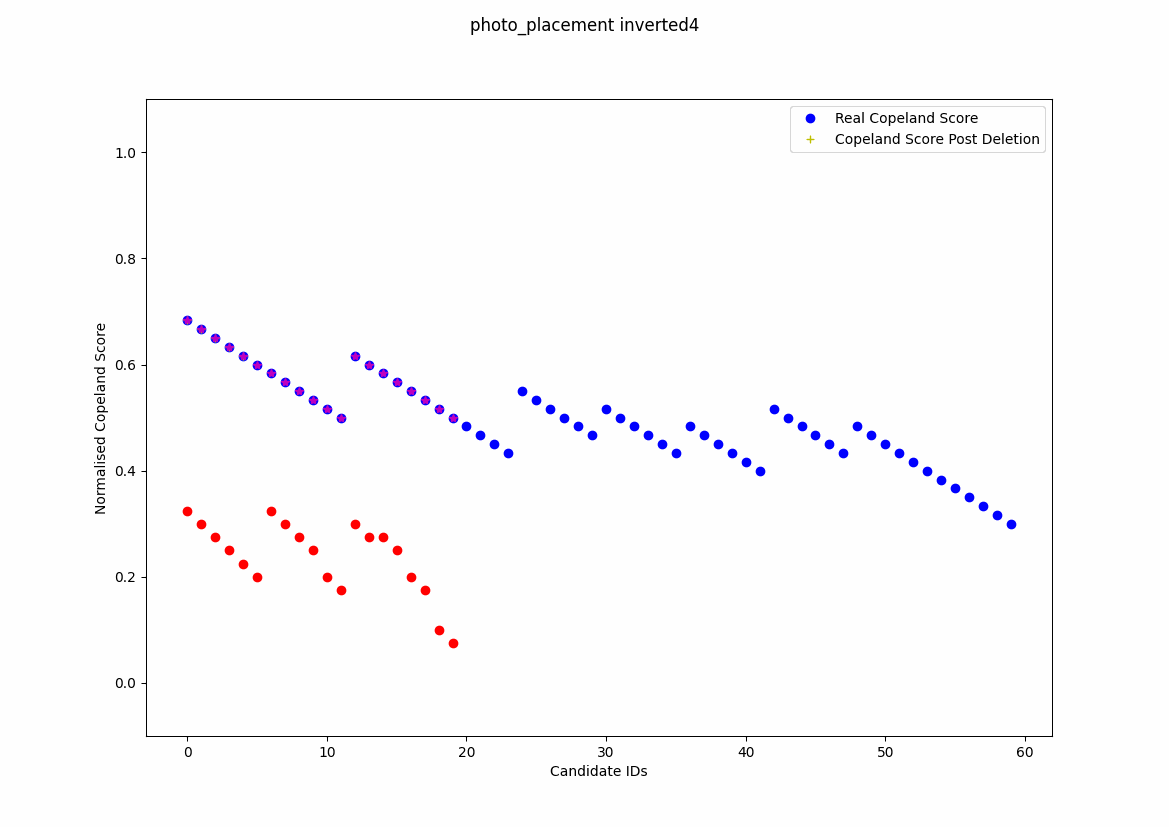 photo_placement inverted4
Real Copeland Score
Copeland Score Post Deletion
Normalised Copeland Score
1.0
0.8
0.6
0.4
0.2
0.0
0 10 20 30 40 50 60
Candidate IDs